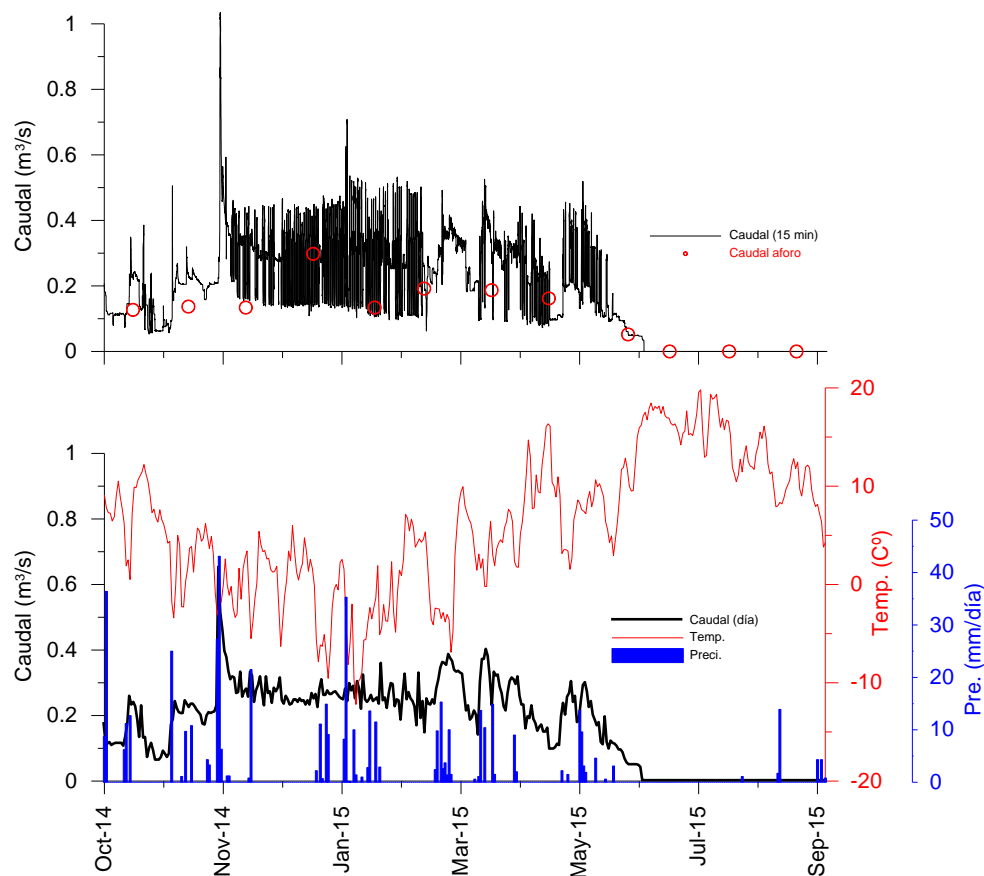 1
0.8
0.6
0.4
0.2
0
Caudal (m³/s)
Caudal (15 min)
Caudal aforo
1
0.8
0.6
0.4
0.2
0
Caudal (m³/s)
20
10
0
-10
-20
Temp. (Cº)
50
40
30
20
10
0
Pre. (mm/día)
Caudal (día)
Temp.
Preci.
Oct-14
Nov-14
Jan-15
Mar-15
May-15
Jul-15
Sep-15